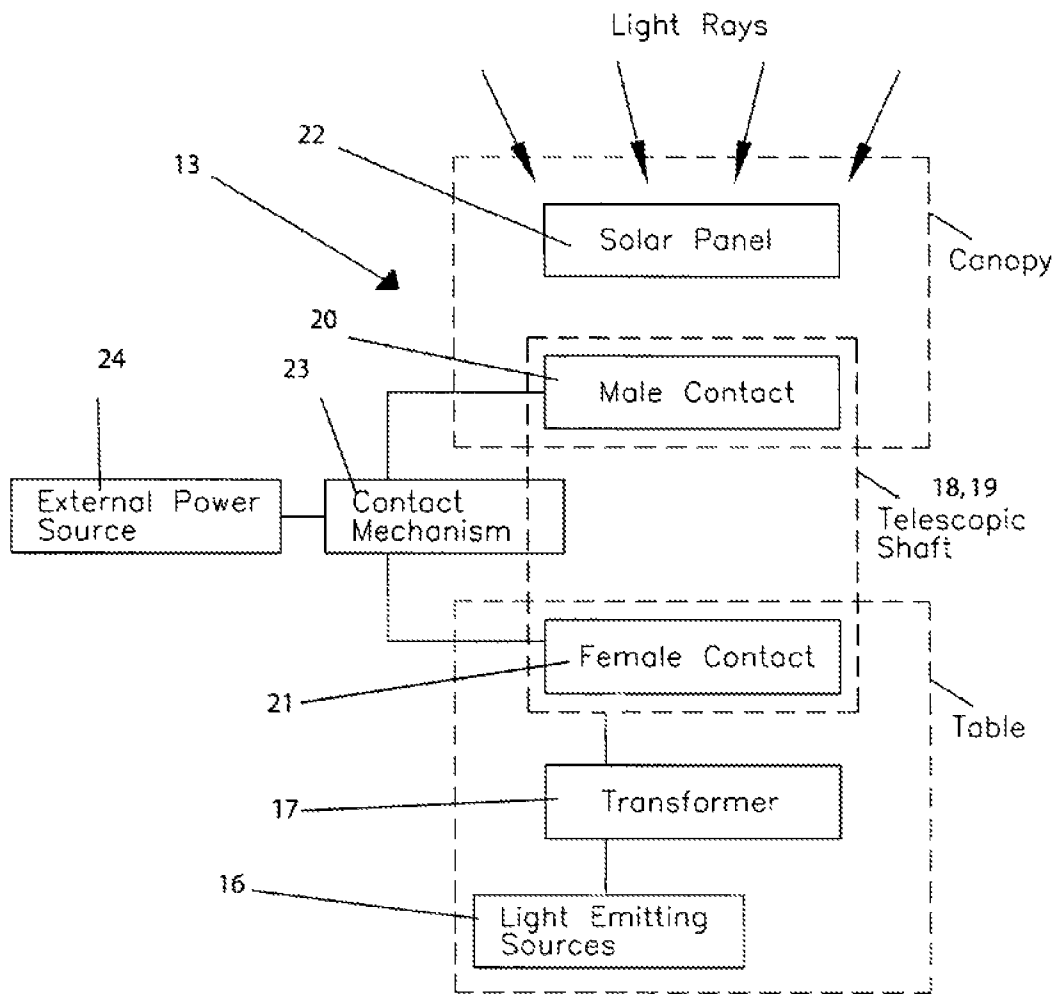 Light Rays
22
13
Solar Panel
Canopy
20
24
23
Male Contact
External Power
Source
Contact
Mechanism
18,19
Telescopic
Shaft
Female Contact
21
Table
17
Transformer
16
Light Emitting
Sources